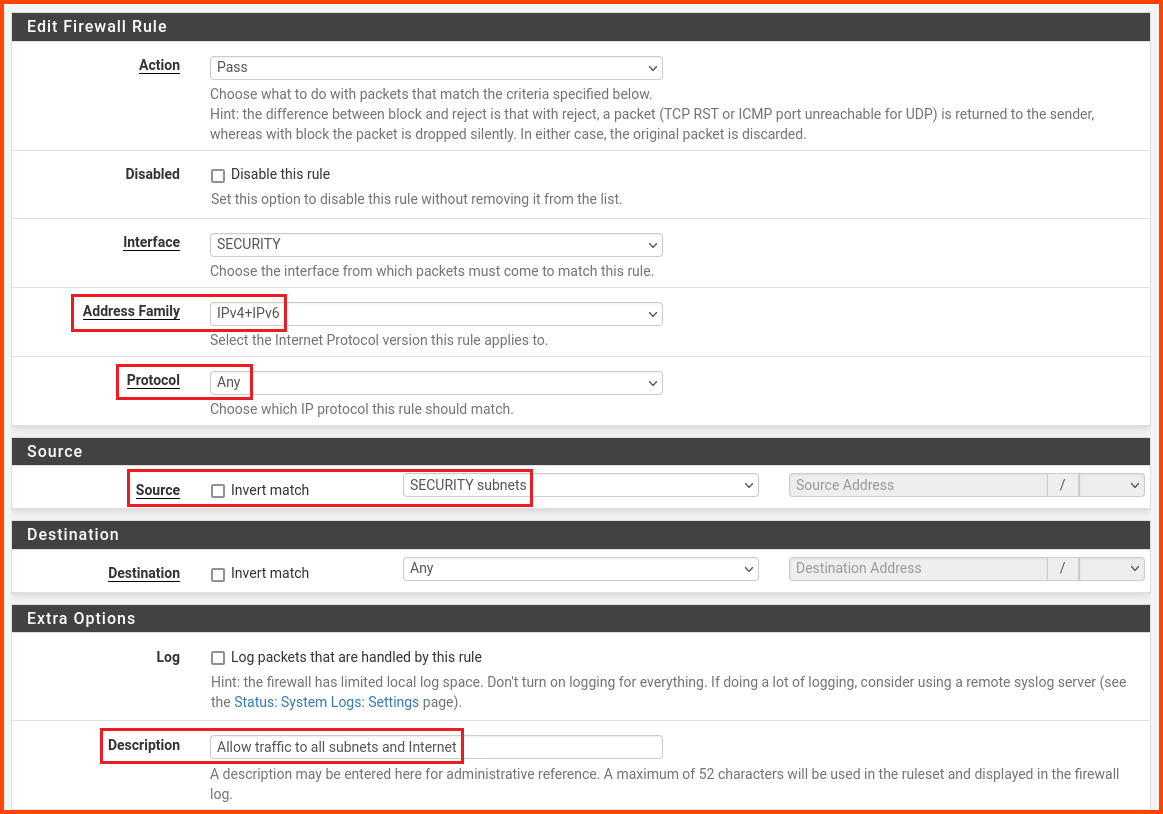 Edit Firewall Rule
Action
Pass
Choose what to do with packets that match the criteria specified below.
Hint: the difference between block and reject is that with reject, a packet (TCP RST or ICMP port unreachable for UDP) is returned to the sender,
whereas with block the packet is dropped silently. In either case, the original packet is discarded.
Disabled
Disable this rule
Set this option to disable this rule without removing it from the list.
Interface
SECURITY
Choose the interface from which packets must come to match this rule.
Address Family
IPv4+IPv6
Select the Internet Protocol version this rule applies to.
Protocol
Any
Choose which IP protocol this rule should match.
Source
Source
Invert match
SECURITY subnets
Source Address
/
Destination
Destination
Invert match
Any
Destination Address
/
Extra Options
Log
Log packets that are handled by this rule
Hint: the firewall has limited local log space. Don't turn on logging for everything. If doing a lot of logging, consider using a remote syslog server (see
the Status: System Logs: Settings page).
Description
Allow traffic to all subnets and Internet
A description may be entered here for administrative reference. A maximum of 52 characters will be used in the ruleset and displayed in the firewall
log.